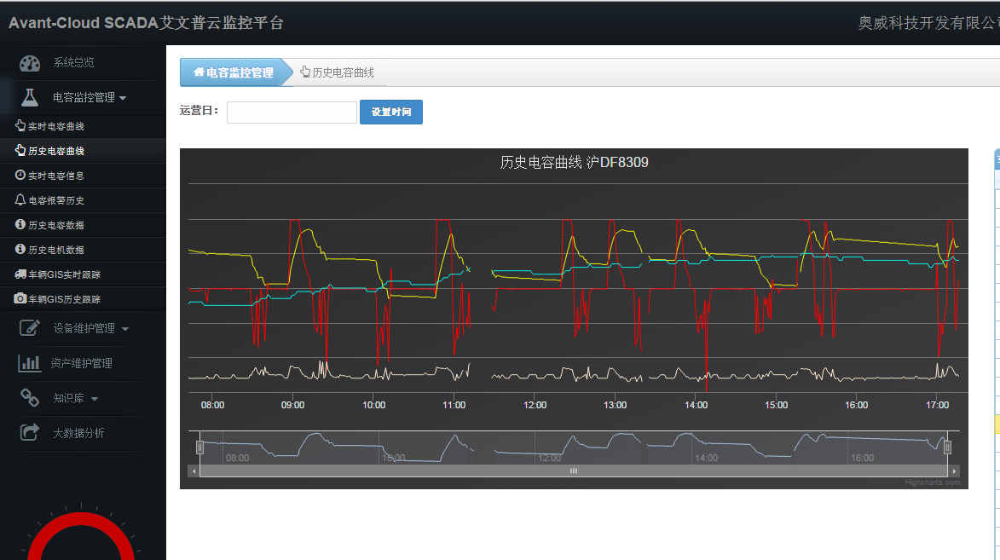 Avant-Cloud SCADA艾文普云监控平台
奥威科技开发有限公
系统总览
电容监控管理
实时电容曲线
历史电容曲线
实时电容信息
电容报警历史
历史电容数据
历史电机数据
车辆GIS实时跟踪
车辆GIS历史跟踪
设备维护管理
资产维护管理
知识库
大数据分析
电容监控管理
历史电容曲线
运营日：
设置时间
历史电容曲线 沪DF8309
08:00 09:00 10:00 11:00 12:00 13:00 14:00 15:00 16:00 17:00
08:00 10:00 12:00 14:00 16:00
Highcharts.com